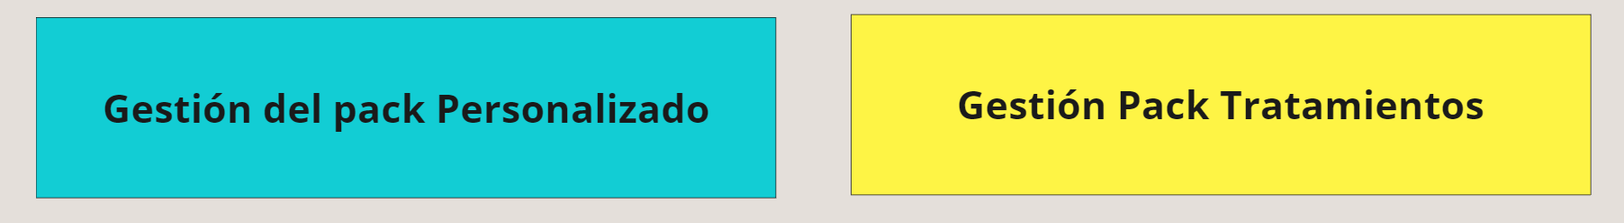 Gestión del pack Personalizado
Gestión Pack Tratamientos